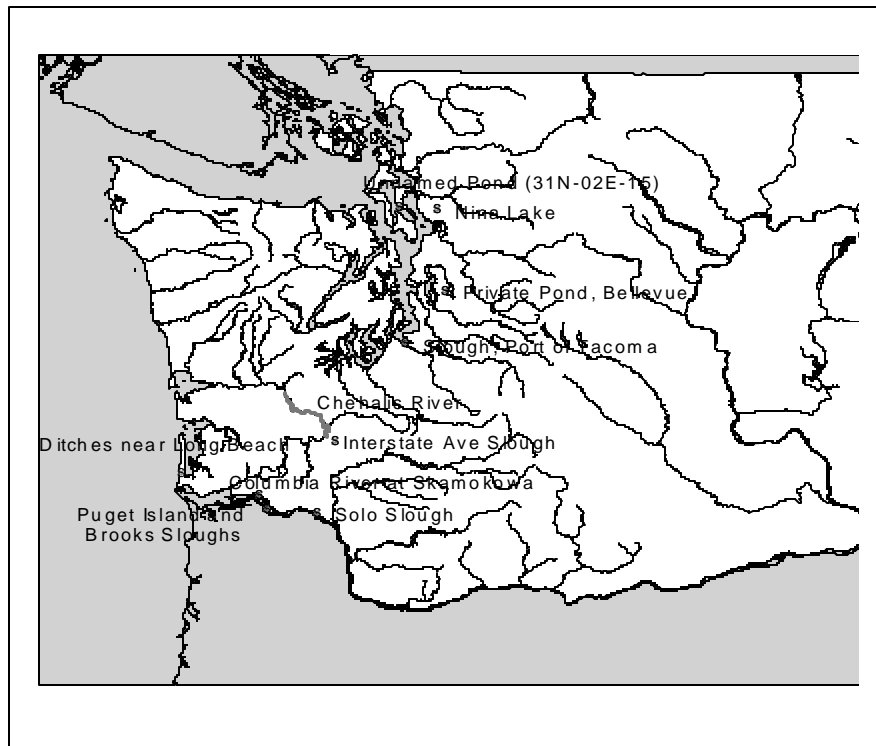 Unnamed Pond (31N-02E-15)
s Nina Lake
s Private Pond, Bellevue
s Slough, Port of Tacoma
Chehalis River
Ditches near Long Beach
s Interstate Ave Slough
Columbia River at Skamokowa
Puget Island and
Brooks Sloughs
s Solo Slough